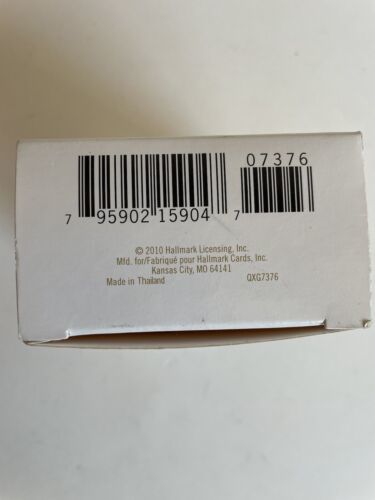 07376
7 95902 15904 7
© 2010 Hallmark Licensing, Inc.
Mfd. for/Fabriqué pour Hallmark Cards, Inc.
Kansas City, MO 64141
Made in Thailand QXG7376